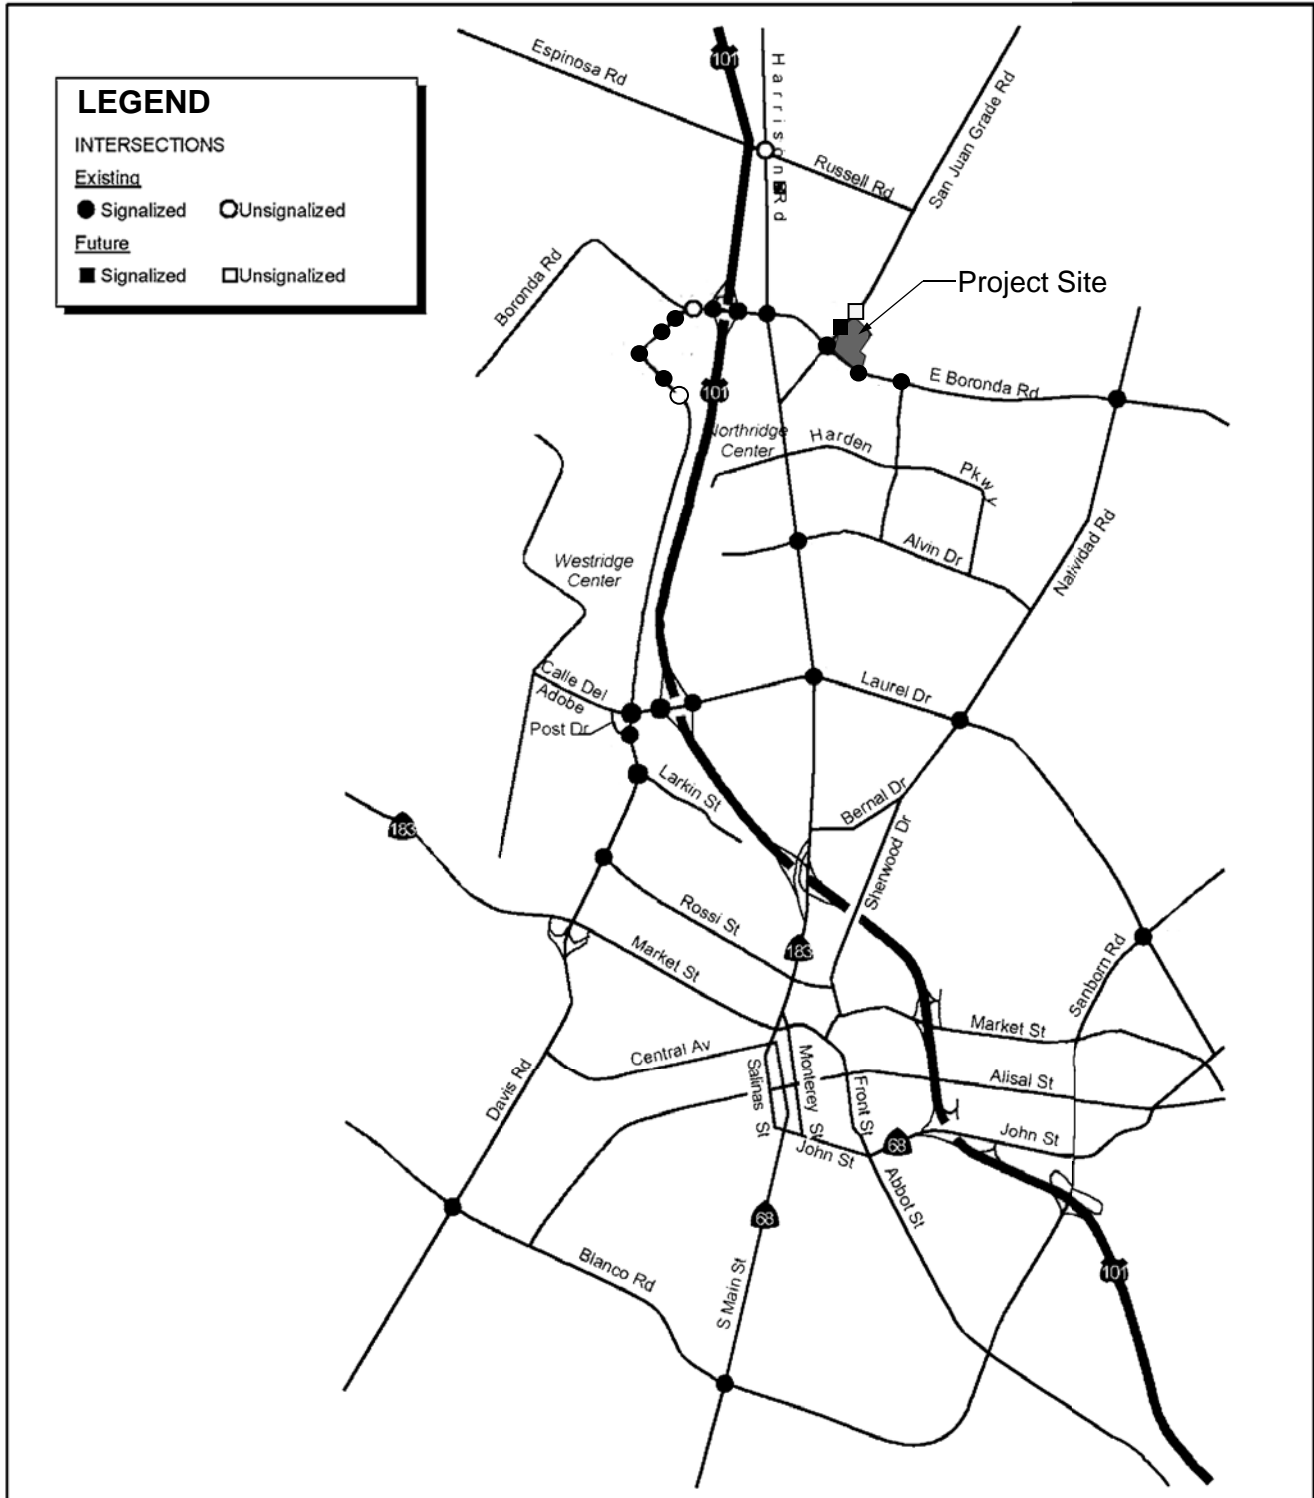 101
Espinosa Rd
Harrison Rd
LEGEND
INTERSECTIONS
Existing
Signalized Unsignalized
Future
Signalized Unsignalized
San Juan Grade Rd
Russell Rd
Boronda Rd
Project Site
E Boronda Rd
101
Northridge
Center
Harden
Pkwy
Natividad Rd
Alvin Dr
Westridge
Center
Calle Del
Adobe
Post Dr
Laurel Dr
Larkin St
Bernal Dr
183
Sherwood Dr
Rossi St
Market St
183
Sanborn Rd
Market St
Central Av
Davis Rd
Salinas St
Monterey St
Front St
Alisal St
John St
John St
68
Abbot St
68
Blanco Rd
S Main St
101